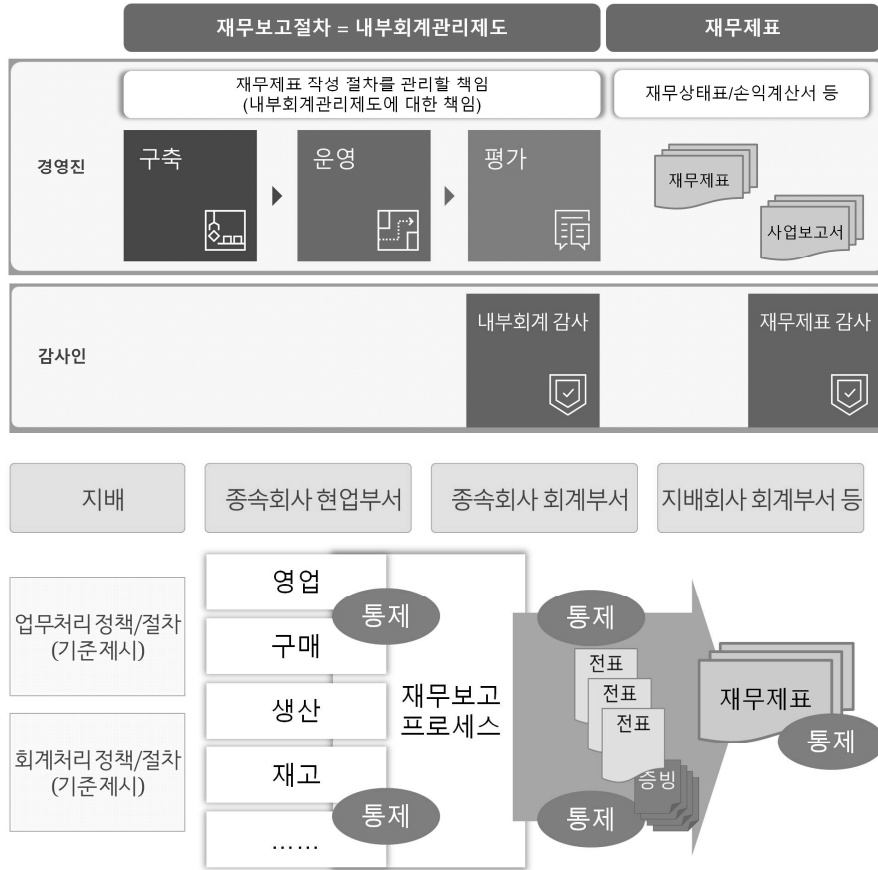 재무보고절차 = 내부회계관리제도
재무제표
경영진
재무제표 작성 절차를 관리할 책임
(내부회계관리제도에 대한 책임)
재무상태표/손익계산서 등
구축
운영
평가
재무제표
사업보고서
감사인
내부회계 감사
재무제표 감사
지배
종속회사 현업부서
종속회사 회계부서
지배회사 회계부서 등
업무처리 정책/절차
(기준제시)
회계처리 정책/절차
(기준제시)
영업
구매
생산
재고
......
통제
통제
재무보고
프로세스
통제
전표
전표
전표
증빙
통제
재무제표
통제